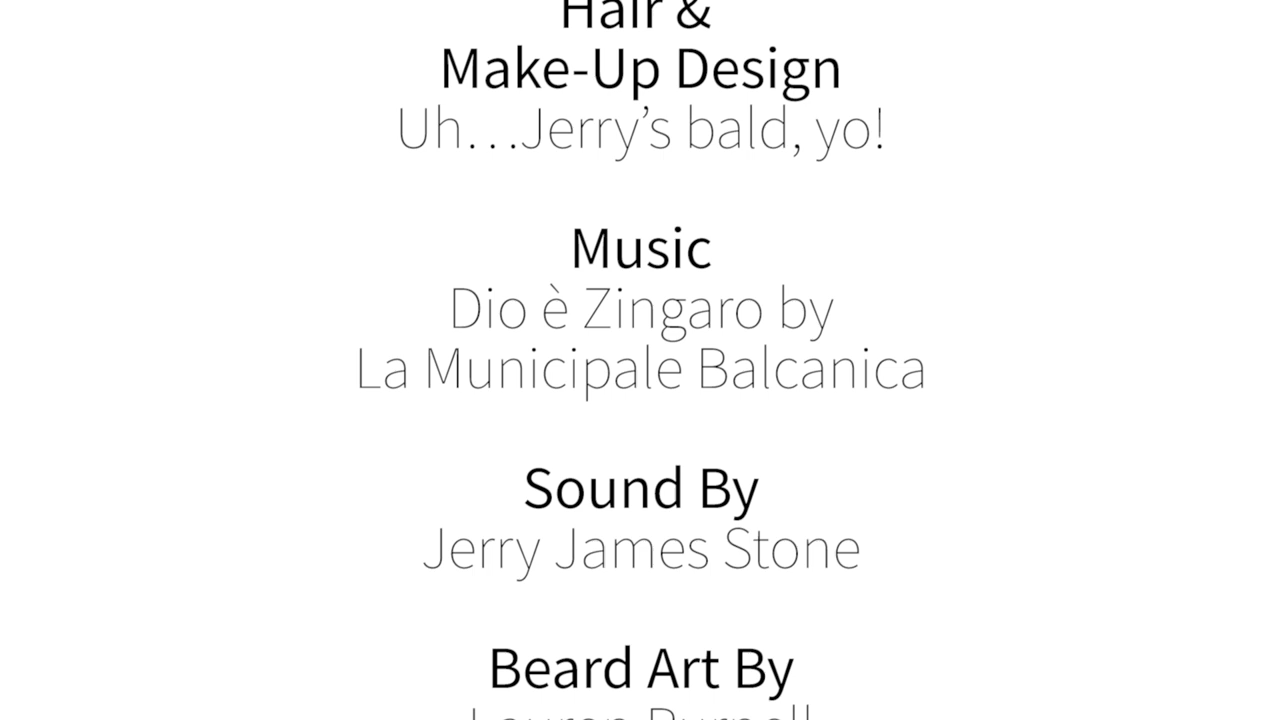 Hair &
Make-Up Design
Uh…Jerry’s bald, yo!
Music
Dio è Zingaro by
La Municipale Balcanica
Sound By
Jerry James Stone
Beard Art By
Lauren